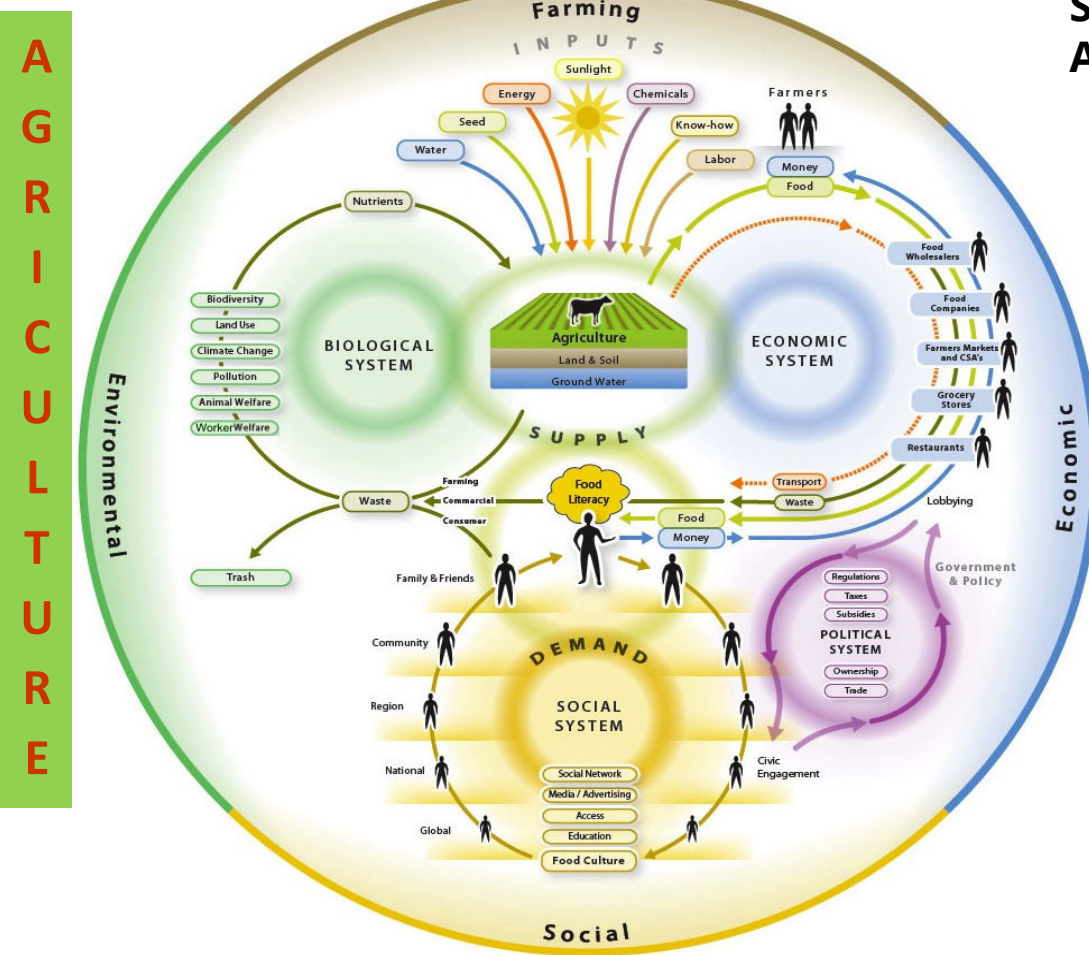 A
G
R
I
C
U
L
T
U
R
E
S
A
Farming
INPUTS
Sunlight
Energy
Chemicals
Seed
Know-how
Water
Labor
Farmers
Money
Food
Nutrients
Biodiversity
Land Use
Climate Change
Pollution
Animal Welfare
WorkerWelfare
BIOLOGICAL
SYSTEM
Agriculture
Land & Soil
Ground Water
SUPPLY
ECONOMIC
SYSTEM
Food
Wholesalers
Food
Companies
Farmers Markets
and CSA's
Grocery
Stores
Restaurants
Environmental
Economic
Waste
Farming
Commercial
Consumer
Trash
Food
Literacy
Transport
Waste
Food
Money
Lobbying
Government
& Policy
Regulations
Taxes
Subsidies
POLITICAL
SYSTEM
Ownership
Trade
Civic
Engagement
Family & Friends
Community
Region
National
Global
DEMAND
SOCIAL
SYSTEM
Social Network
Media / Advertising
Access
Education
Food Culture
Social